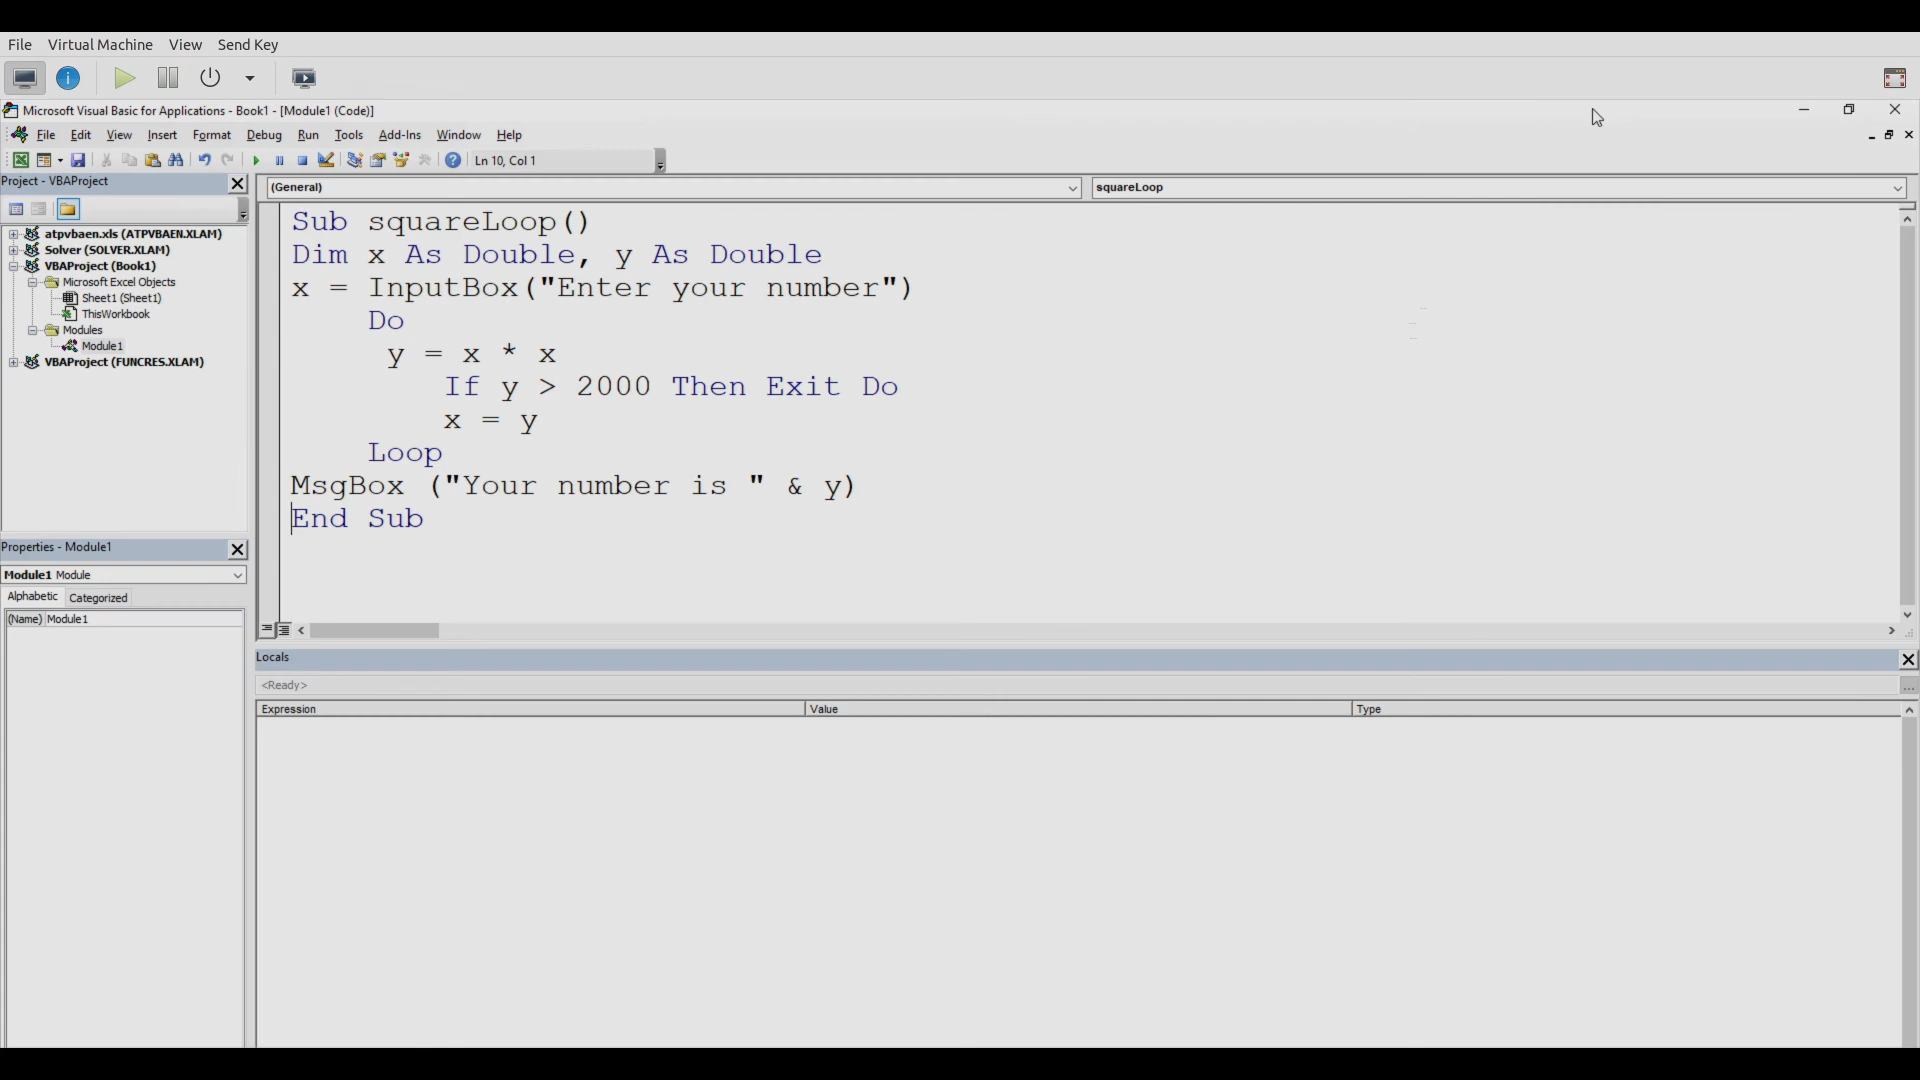 File Virtual Machine View Send Key
Microsoft Visual Basic for Applications - Book1 - [Module1 (Code)]
File Edit View Insert Format Debug Run Tools Add-Ins Window Help
Ln 10, Col 1
Project - VBAProject
(General)
squareLoop
atpvbaen.xls (ATPVBAEN.XLAM)
Solver (SOLVER.XLAM)
VBAProject (Book1)
Microsoft Excel Objects
Sheet1 (Sheet1)
ThisWorkbook
Modules
Module1
VBAProject (FUNCRES.XLAM)
Sub squareLoop()
Dim x As Double, y As Double
x = InputBox("Enter your number")
Do
y = x * x
If y > 2000 Then Exit Do
x = y
Loop
MsgBox ("Your number is " & y)
End Sub
Properties - Module1
Module1 Module
Alphabetic Categorized
(Name) Module1
Locals
<Ready>
Expression Value Type